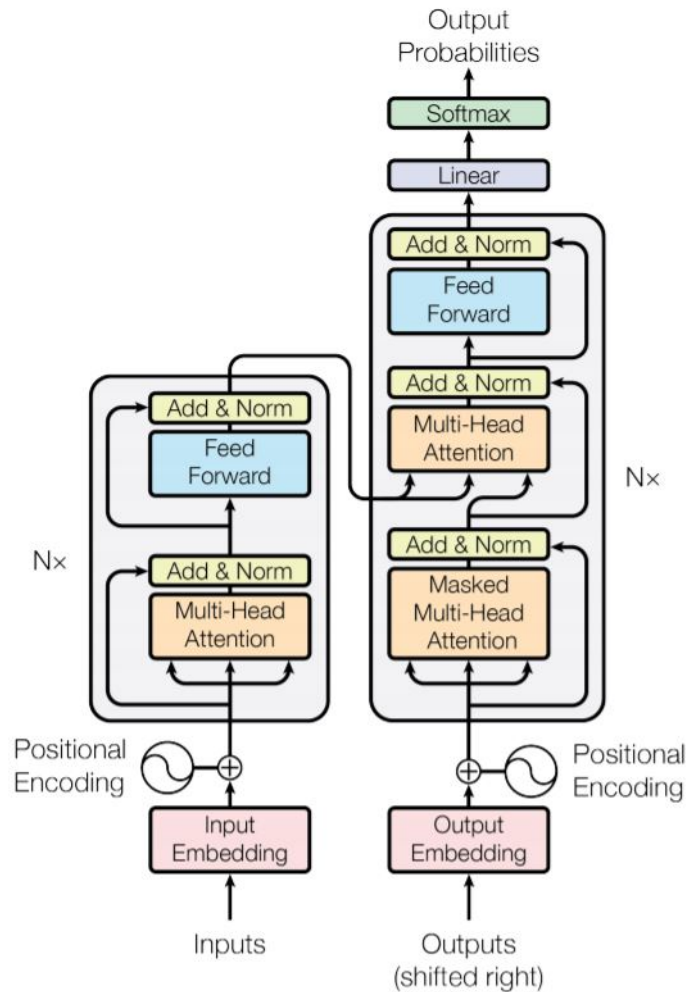 Output
Probabilities
Softmax
Linear
Add & Norm
Feed
Forward
Add & Norm
Multi-Head
Attention
Add & Norm
Masked
Multi-Head
Attention
N×
Add & Norm
Feed
Forward
Add & Norm
Multi-Head
Attention
N×
Positional
Encoding
Positional
Encoding
Input
Embedding
Output
Embedding
Inputs
Outputs
(shifted right)